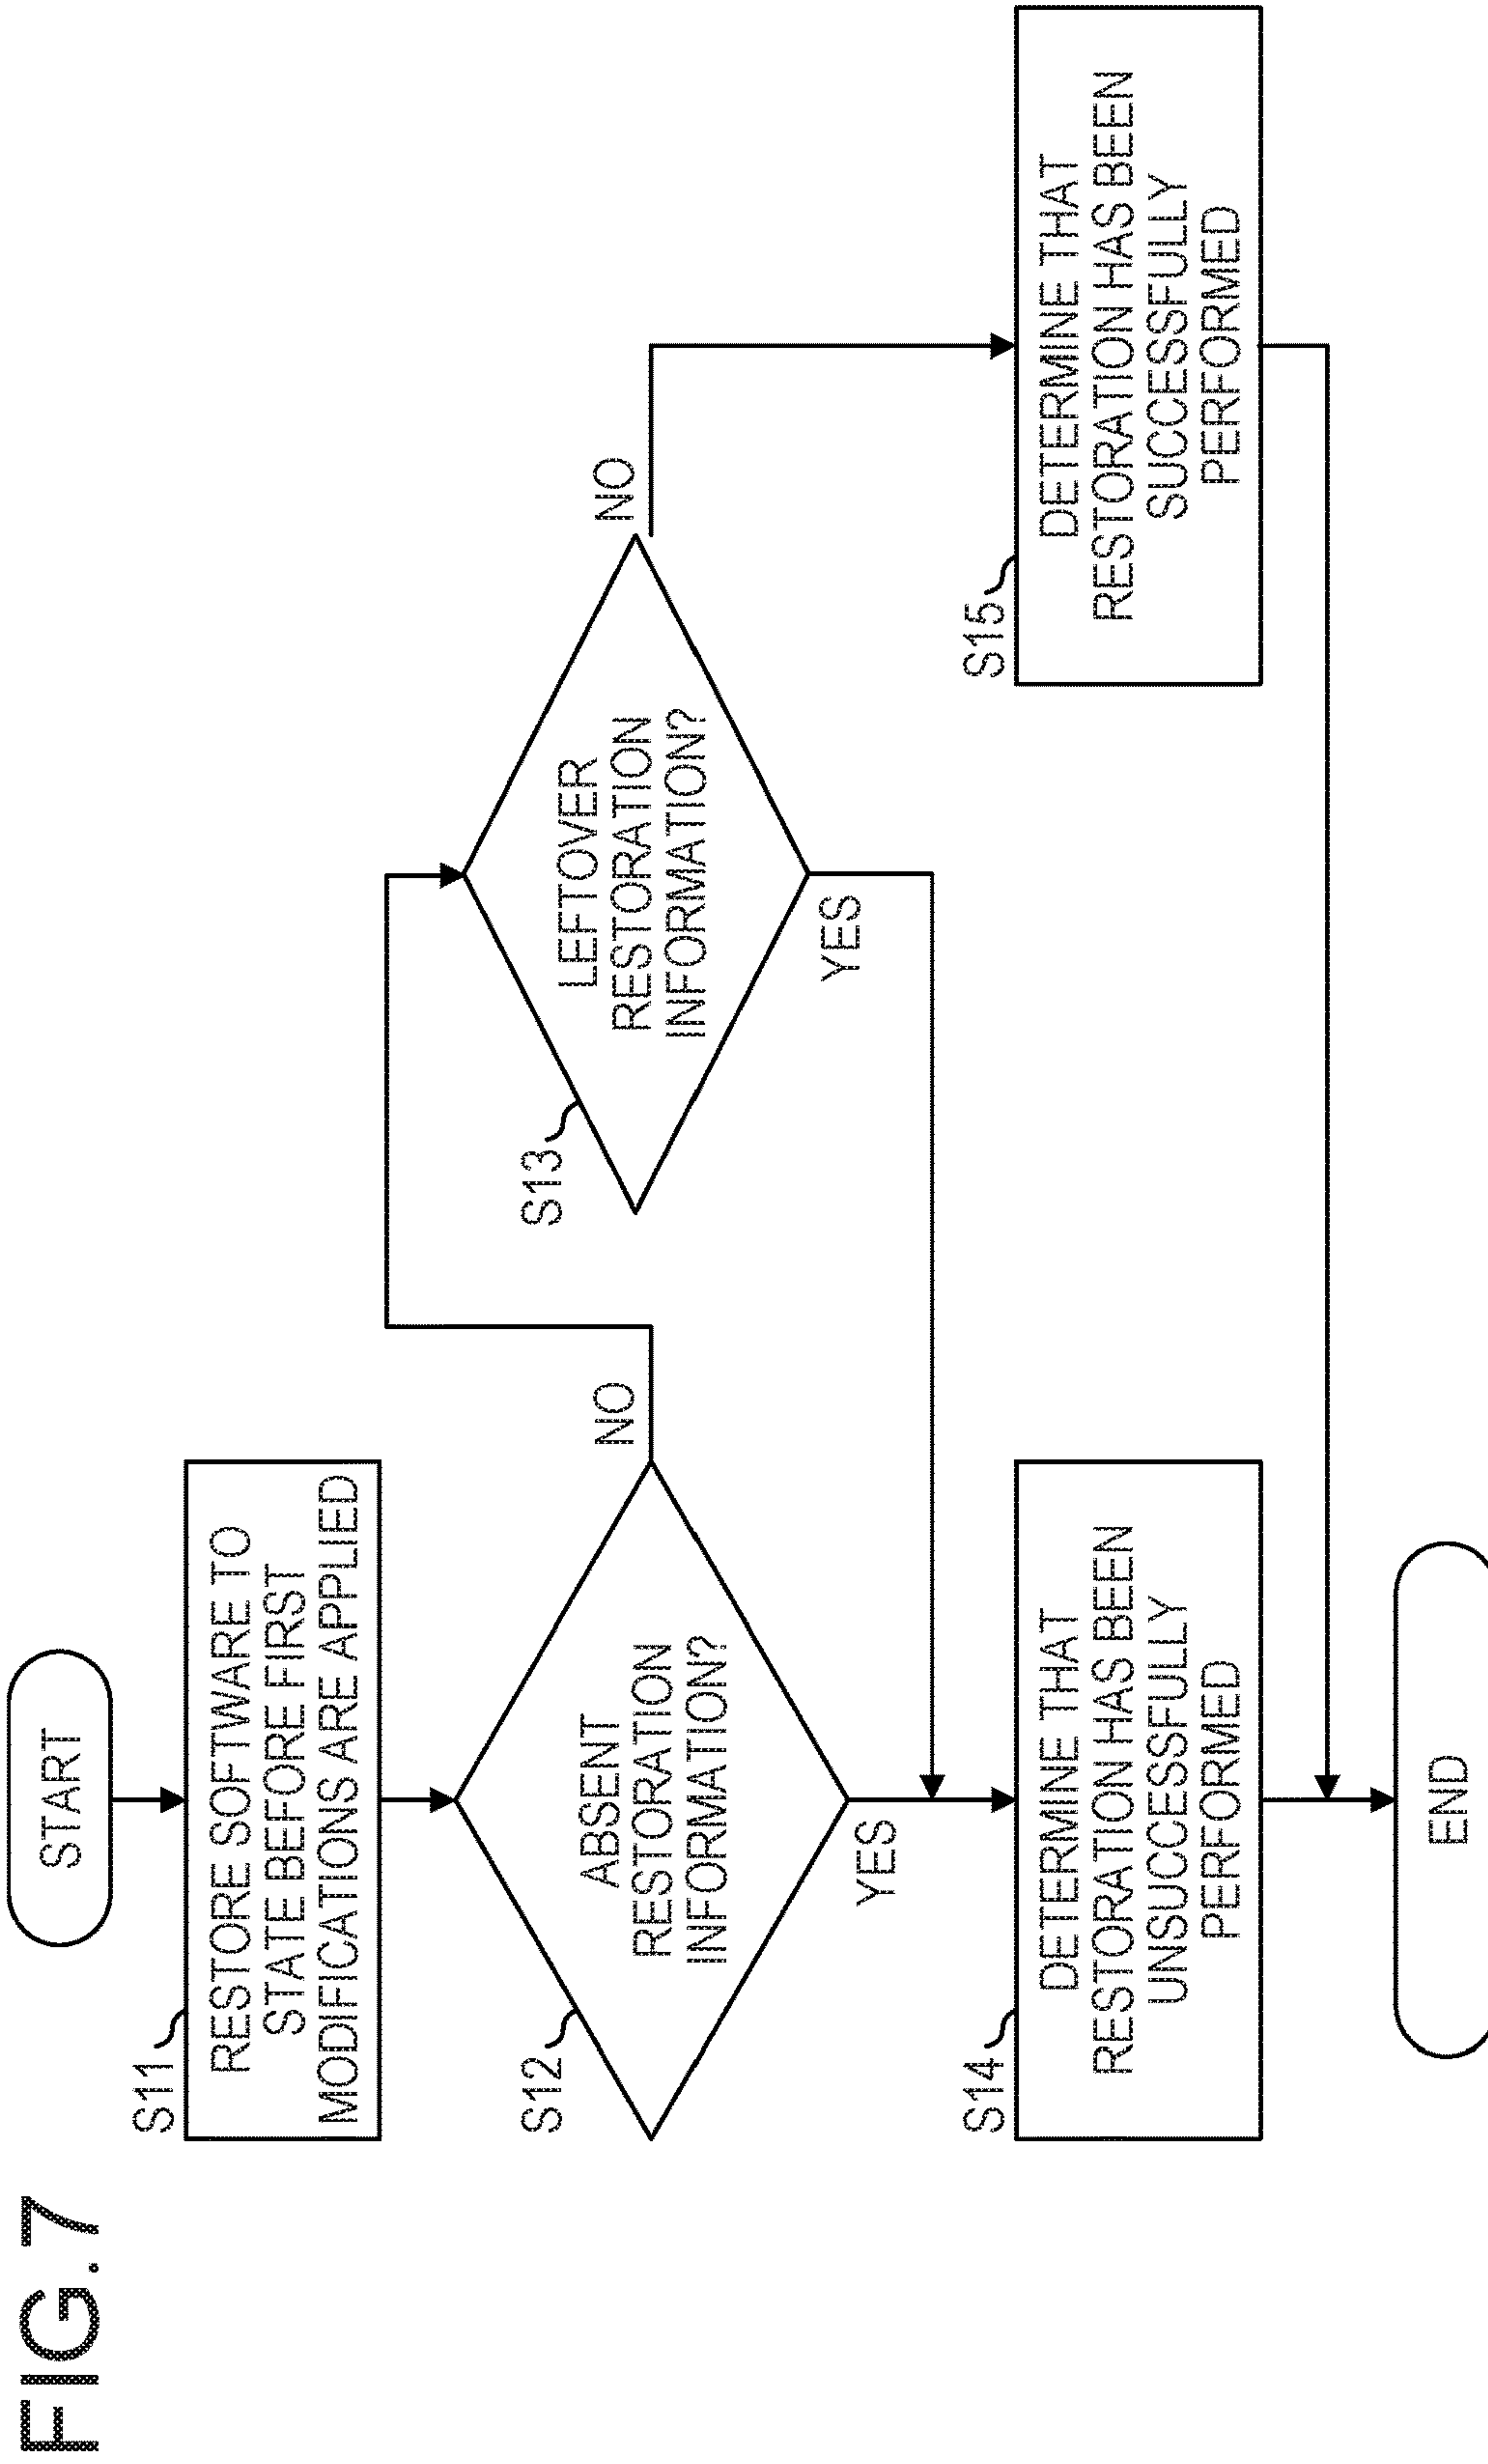 FIG.7
START
S11
RESTORE SOFTWARE TO
STATE BEFORE FIRST
MODIFICATIONS ARE APPLIED
S12
ABSENT
RESTORATION
INFORMATION?
NO
YES
S13
LEFTOVER
RESTORATION
INFORMATION?
NO
YES
S14
DETERMINE THAT
RESTORATION HAS BEEN
UNSUCCESSFULLY
PERFORMED
S15
DETERMINE THAT
RESTORATION HAS BEEN
SUCCESSFULLY
PERFORMED
END